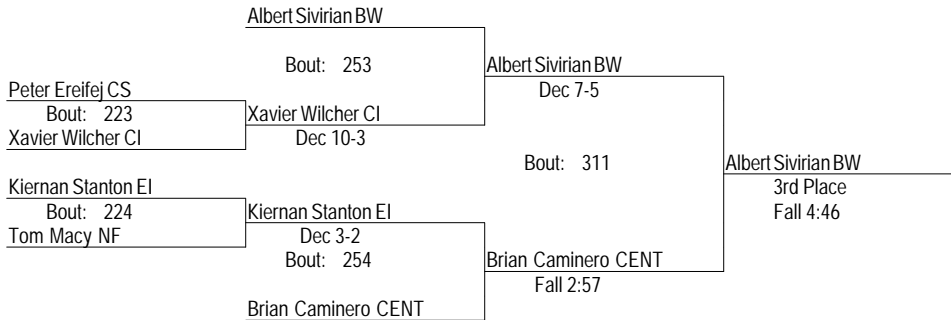 Albert Sivirian BW
Bout: 253
Albert Sivirian BW
Peter Ereifej CS
Dec 7-5
Bout: 223
Xavier Wilcher CI
Xavier Wilcher CI
Dec 10-3
Bout: 311
Albert Sivirian BW
Kiernan Stanton EI
3rd Place
Bout: 224
Kiernan Stanton EI
Fall 4:46
Tom Macy NF
Dec 3-2
Bout: 254
Brian Caminero CENT
Fall 2:57
Brian Caminero CENT